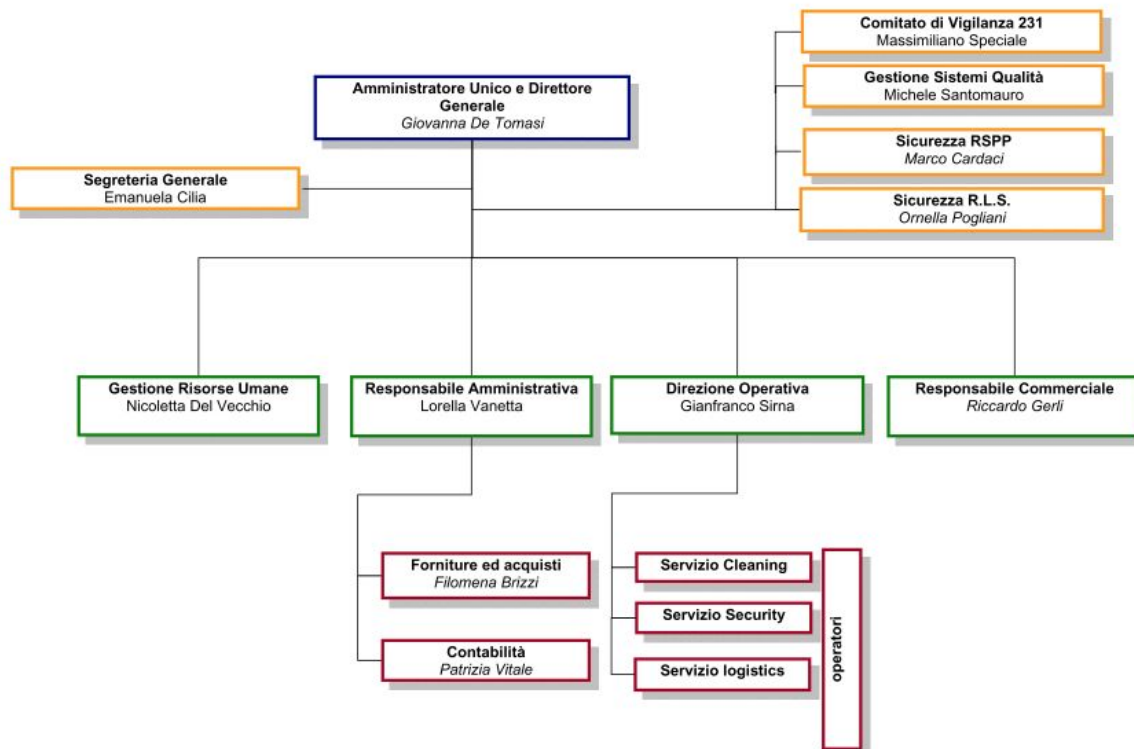 Comitato di Vigilanza 231
Massimiliano Speciale
Amministratore Unico e Direttore
Generale
Giovanna De Tomasi
Gestione Sistemi Qualità
Michele Santomauro
Sicurezza RSPP
Marco Cardaci
Segreteria Generale
Emanuela Cilia
Sicurezza R.L.S.
Ornella Pogliani
Gestione Risorse Umane
Nicoletta Del Vecchio
Responsabile Amministrativa
Lorella Vanetta
Direzione Operativa
Gianfranco Sirna
Responsabile Commerciale
Riccardo Gerli
Forniture ed acquisti
Filomena Brizzi
Contabilità
Patrizia Vitale
Servizio Cleaning
Servizio Security
Servizio logistics
operatori